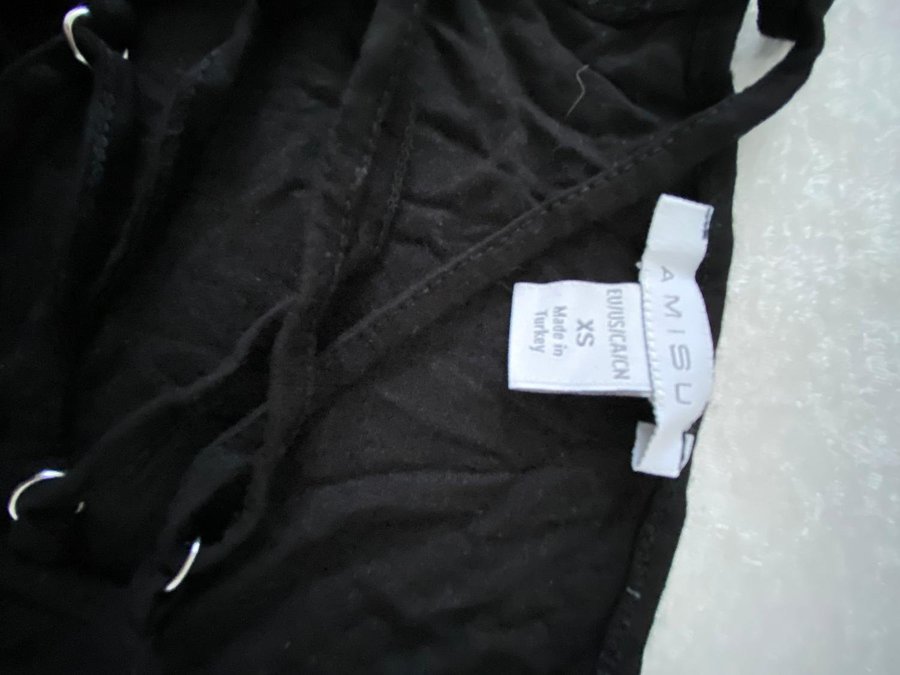 AMISU
EU/US/CA/CN
XS
Made in
Turkey